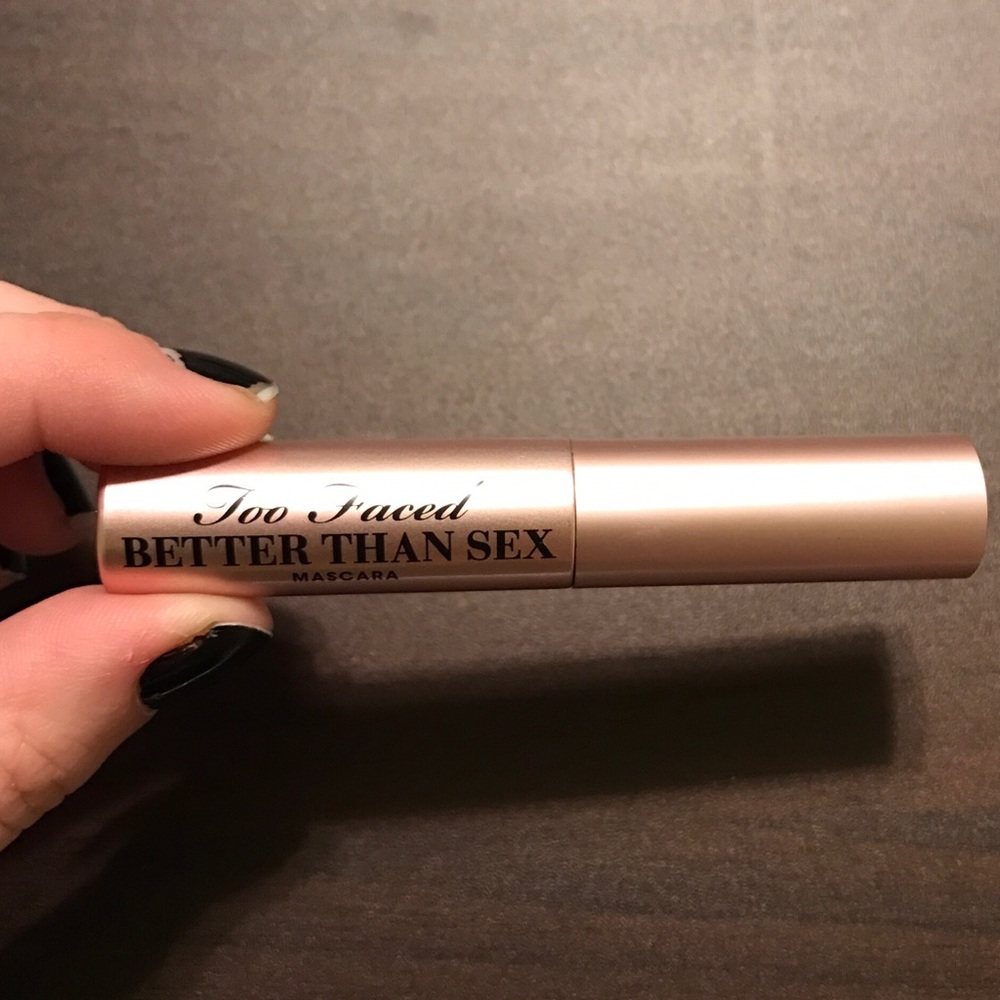 Too Faced
BETTER THAN SEX
MASCARA